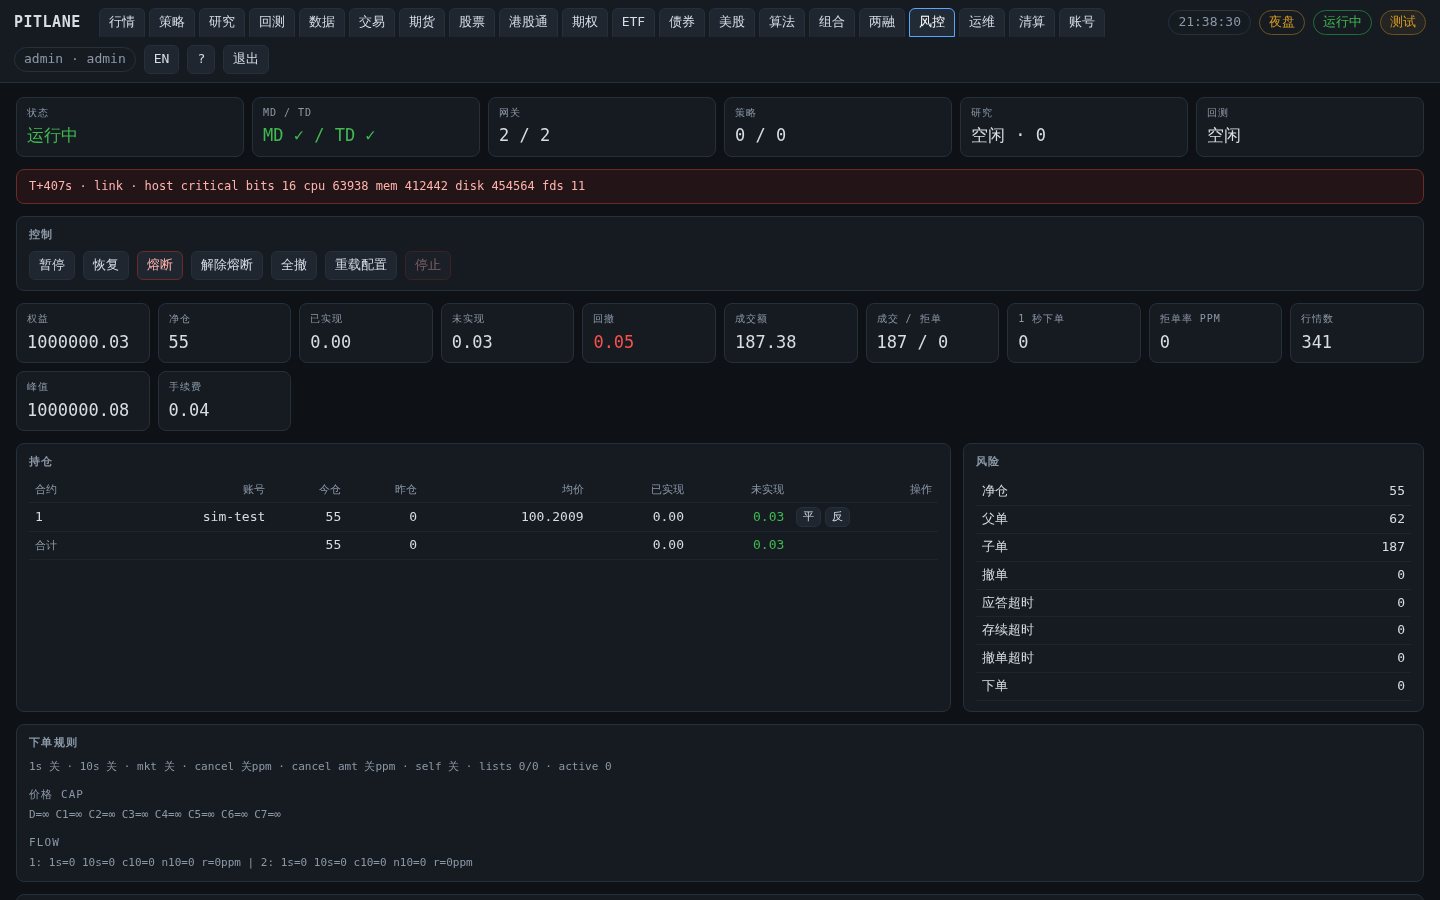 PITLANE 行情 策略 研究 回测 数据 交易 期货 股票 港股通 期权 ETF 债券 美股 算法 组合 两融 风控 运维 清算 账号 21:38:30 夜盘 运行中 测试
admin · admin EN ? 退出
状态 MD / TD 网关 策略 研究 回测
运行中 MD ✓ / TD ✓ 2 / 2 0 / 0 空闲 · 0 空闲
T+407s · link · host critical bits 16 cpu 63938 mem 412442 disk 454564 fds 11
控制
暂停 恢复 熔断 解除熔断 全撤 重载配置 停止
权益 净仓 已实现 未实现 回撤 成交额 成交 / 拒单 1 秒下单 拒单率 PPM 行情数
1000000.03 55 0.00 0.03 0.05 187.38 187 / 0 0 0 341
峰值 手续费
1000000.08 0.04
持仓
合约 账号 今仓 昨仓 均价 已实现 未实现 操作
1 sim-test 55 0 100.2009 0.00 0.03 平 反
合计 55 0 0.00 0.03
风险
净仓 55
父单 62
子单 187
撤单 0
应答超时 0
存续超时 0
撤单超时 0
下单 0
下单规则
1s 关 · 10s 关 · mkt 关 · cancel 关ppm · cancel amt 关ppm · self 关 · lists 0/0 · active 0
价格 CAP
D=∞ C1=∞ C2=∞ C3=∞ C4=∞ C5=∞ C6=∞ C7=∞
FLOW
1: 1s=0 10s=0 c10=0 n10=0 r=0ppm | 2: 1s=0 10s=0 c10=0 n10=0 r=0ppm